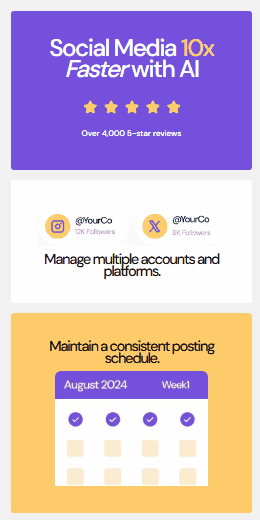 Social Media 10x
Faster with AI
Over 4,000 5-star reviews
@YourCo
12K Followers
@YourCo
8K Followers
Manage multiple accounts and
platforms.
Maintain a consistent posting
schedule.
August 2024 Week1